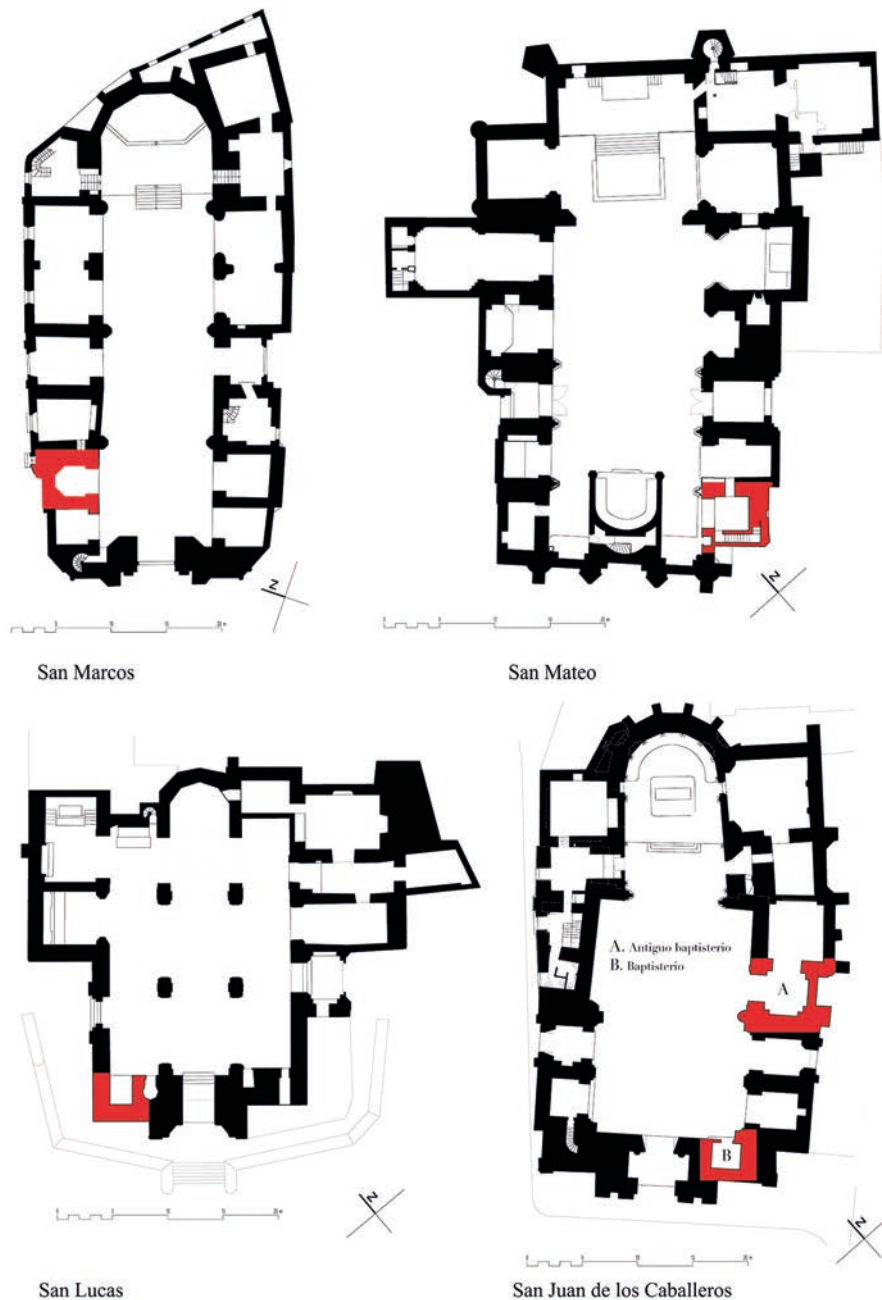 N
N
San Marcos
San Mateo
A. Antiguo baptisterio
B. Baptisterio
A
B
N
N
San Lucas
San Juan de los Caballeros